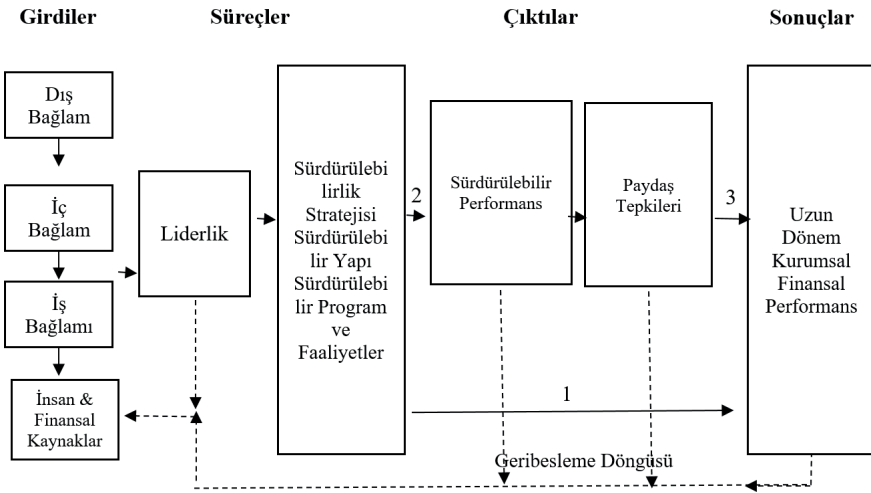 Girdiler
Süreçler
Çıktılar
Sonuçlar
Dış
Bağlam
İç
Bağlam
İş
Bağlamı
İnsan &
Finansal
Kaynaklar
Liderlik
Sürdürülebi
lirlik
Stratejisi
Sürdürülebi
lir Yapı
Sürdürülebi
lir Program
ve
Faaliyetler
2
Sürdürülebilir
Performans
Paydaş
Tepkileri
3
Uzun
Dönem
Kurumsal
Finansal
Performans
1
Geribesleme Döngüsü